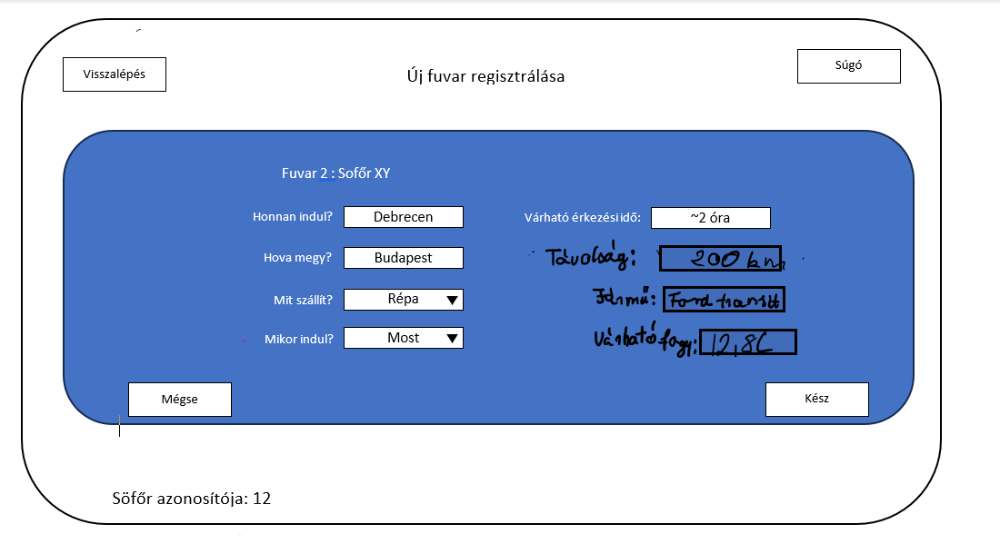 Visszalépés
Új fuvar regisztrálása
Súgó
Fuvar 2 : Sofőr XY
Honnan indul? Debrecen
Várható érkezési idő: ~2 óra
Hova megy? Budapest
Távolság: 200 km
Mit szállít? Répa
Jármű: Ford transit
Mikor indul? Most
Várható fogy: 12,8L
Mégse
Kész
Söfőr azonosítója: 12